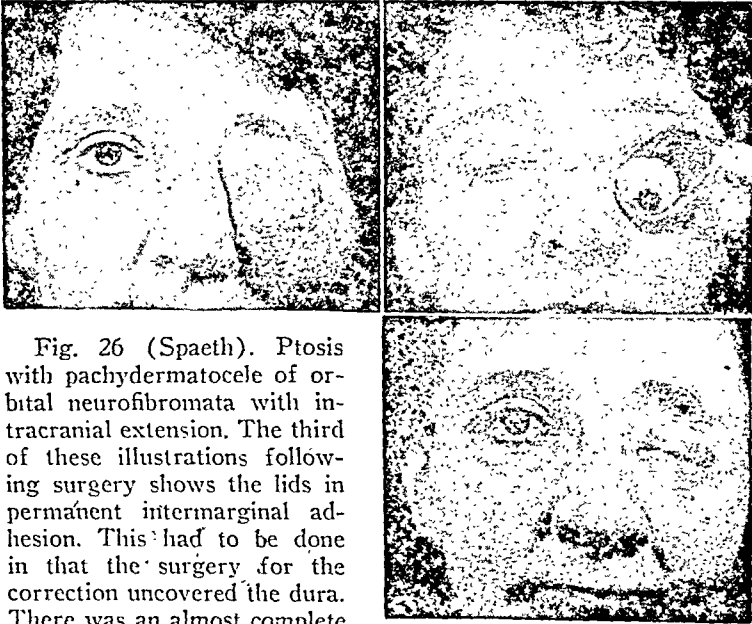 Fig. 26 (Spaeth). Ptosis
with pachydermatocele of or-
bital neurofibromata with in-
tracranial extension. The third
of these illustrations follow-
ing surgery shows the lids in
permanent intermarginal ad-
hesion. This had to be done
in that the surgery for the
correction uncovered the dura.
There was an almost complete